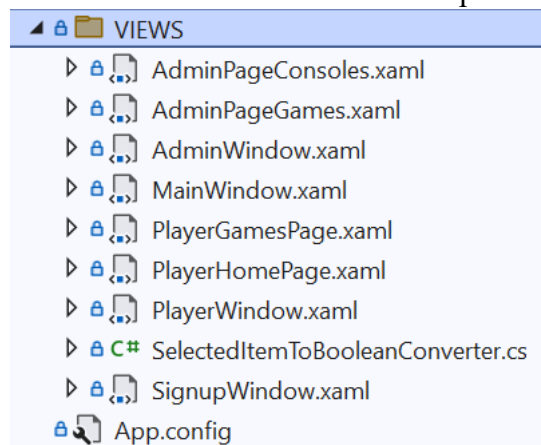 VIEWS
AdminPageConsoles.xaml
AdminPageGames.xaml
AdminWindow.xaml
MainWindow.xaml
PlayerGamesPage.xaml
PlayerHomePage.xaml
PlayerWindow.xaml
C# SelectedItemToBooleanConverter.cs
SignupWindow.xaml
App.config